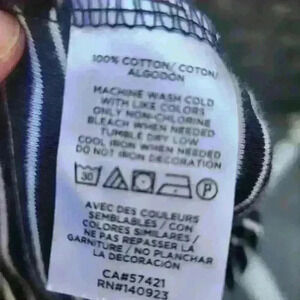 100% COTTON/ COTON/
ALGODÓN
MACHINE WASH COLD
WITH LIKE COLORS
ONLY NON-CHLORINE
BLEACH WHEN NEEDED
TUMBLE DRY LOW
COOL IRON WHEN NEEDED
DO NOT IRON DECORATION
30 P
AVEC DES COULEURS
SEMBLABLES / CON
COLORES SIMILARES /
NE PAS REPASSER LA
GARNITURE / NO PLANCHAR
LA DECORACIÓN
CA#57421
RN#140923